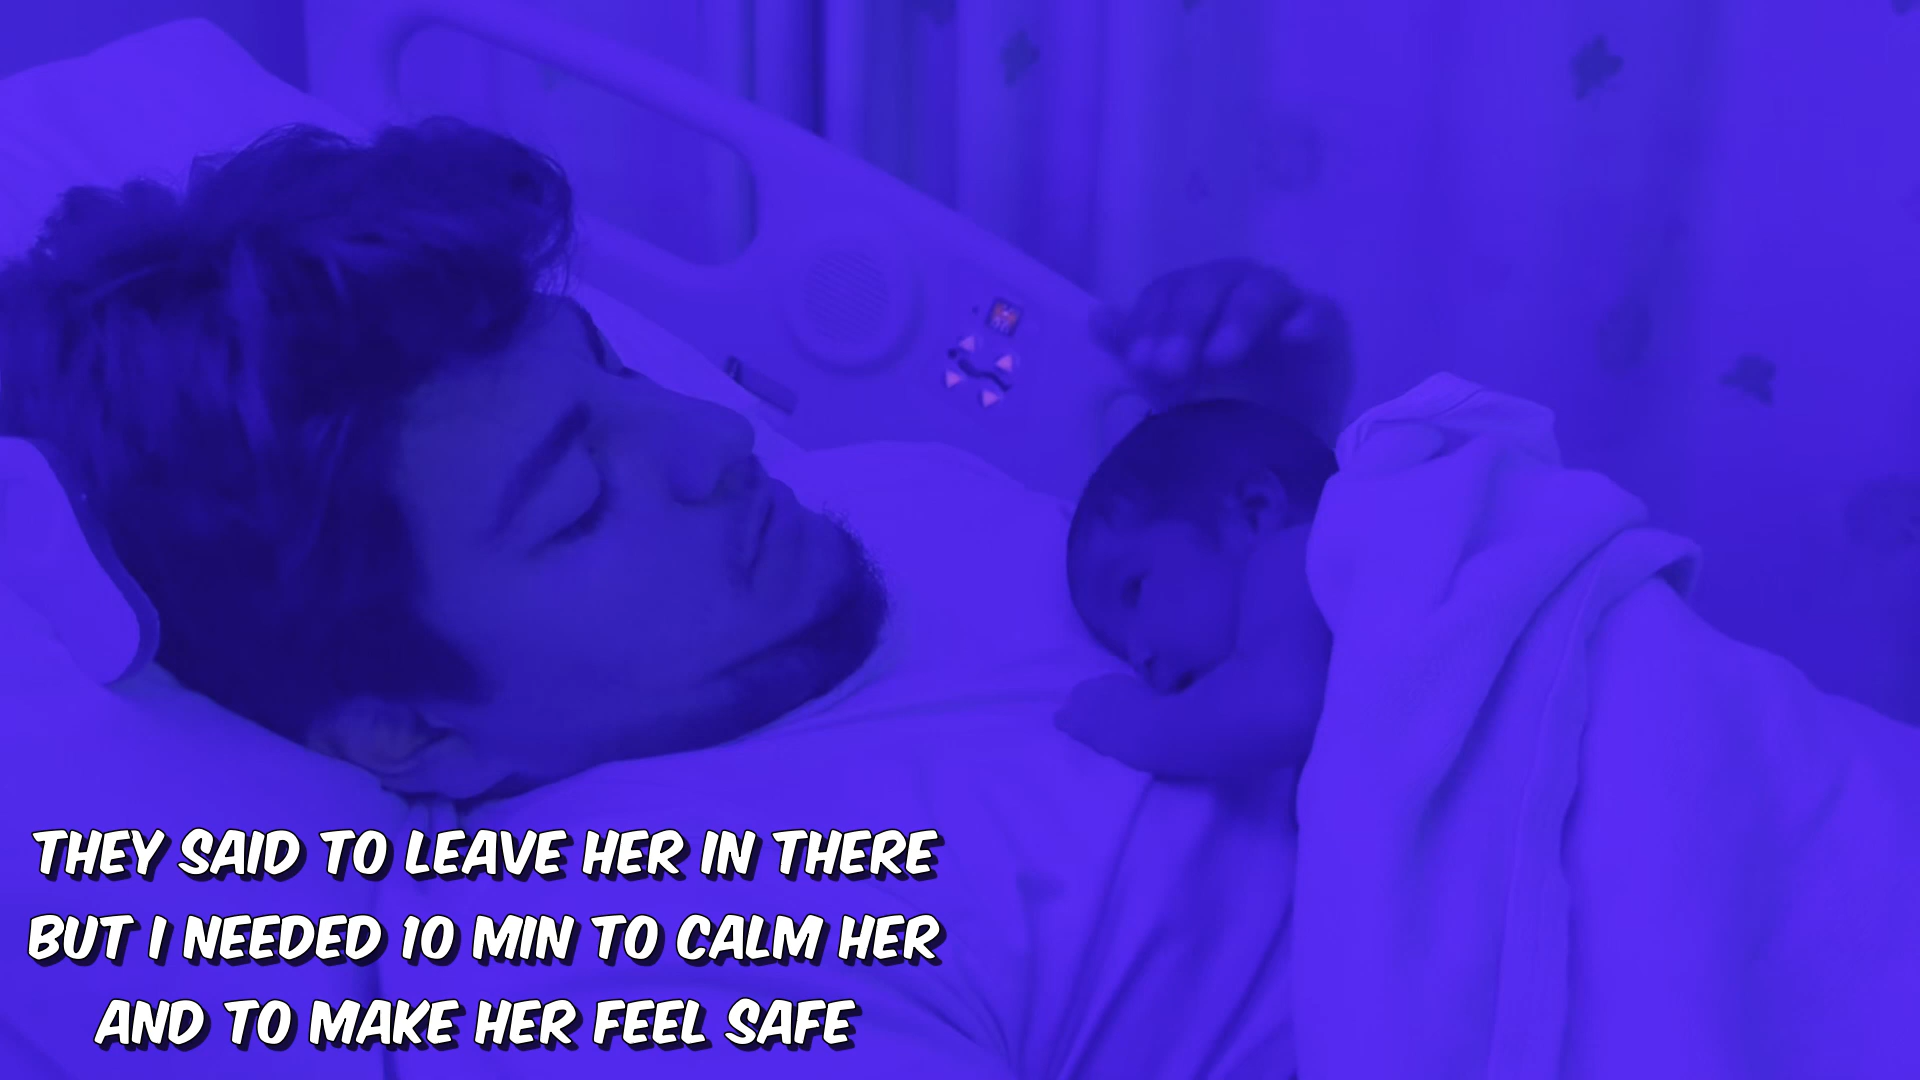 THEY SAID TO LEAVE HER IN THERE
BUT I NEEDED 10 MIN TO CALM HER
AND TO MAKE HER FEEL SAFE